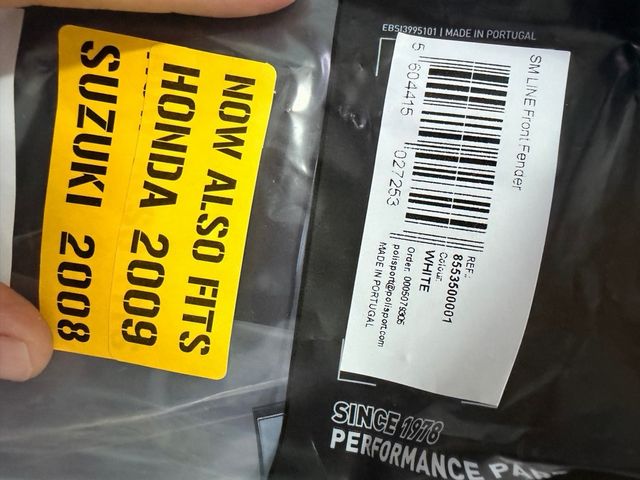 NOW ALSO FITS
HONDA 2009
SUZUKI 2008
EBSI3995101 | MADE IN PORTUGAL
SM LINE Front Fender
5 604415 027253
REF.:
8553500001
Colour:
WHITE
Order: 0005075306
polisport@polisport.com
MADE IN PORTUGAL
SINCE 1978
PERFORMANCE